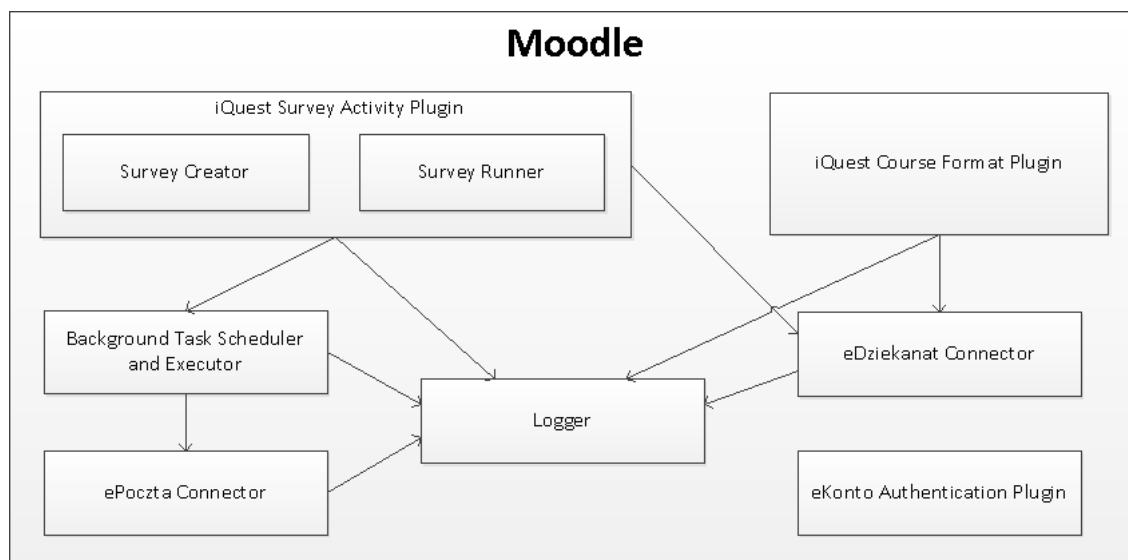 Moodle
iQuest Survey Activity Plugin
Survey Creator
Survey Runner
iQuest Course Format Plugin
Background Task Scheduler
and Executor
eDziekanat Connector
Logger
ePoczta Connector
eKonto Authentication Plugin